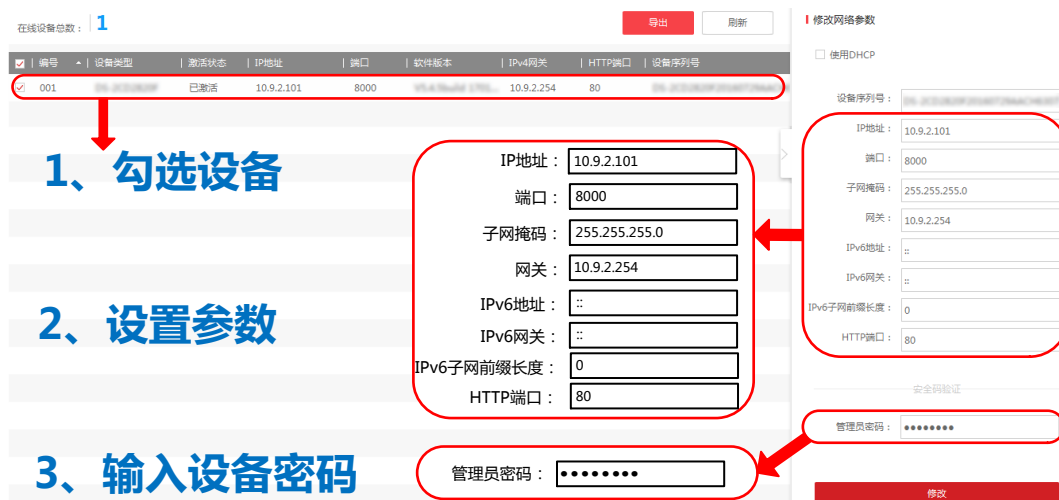 在线设备总数： 1
导出
刷新
编号 设备类型 激活状态 IP地址 端口 软件版本 IPv4网关 HTTP端口 设备序列号
001 已激活 10.9.2.101 8000 10.9.2.254 80
1、勾选设备
2、设置参数
3、输入设备密码
IP地址： 10.9.2.101
端口： 8000
子网掩码： 255.255.255.0
网关： 10.9.2.254
IPv6地址： ::
IPv6网关： ::
IPv6子网前缀长度： 0
HTTP端口： 80
管理员密码： ●●●●●●●●
修改网络参数
使用DHCP
设备序列号：
IP地址： 10.9.2.101
端口： 8000
子网掩码： 255.255.255.0
网关： 10.9.2.254
IPv6地址： ::
IPv6网关： ::
IPv6子网前缀长度： 0
HTTP端口： 80
安全码验证
管理员密码： ●●●●●●●●
修改